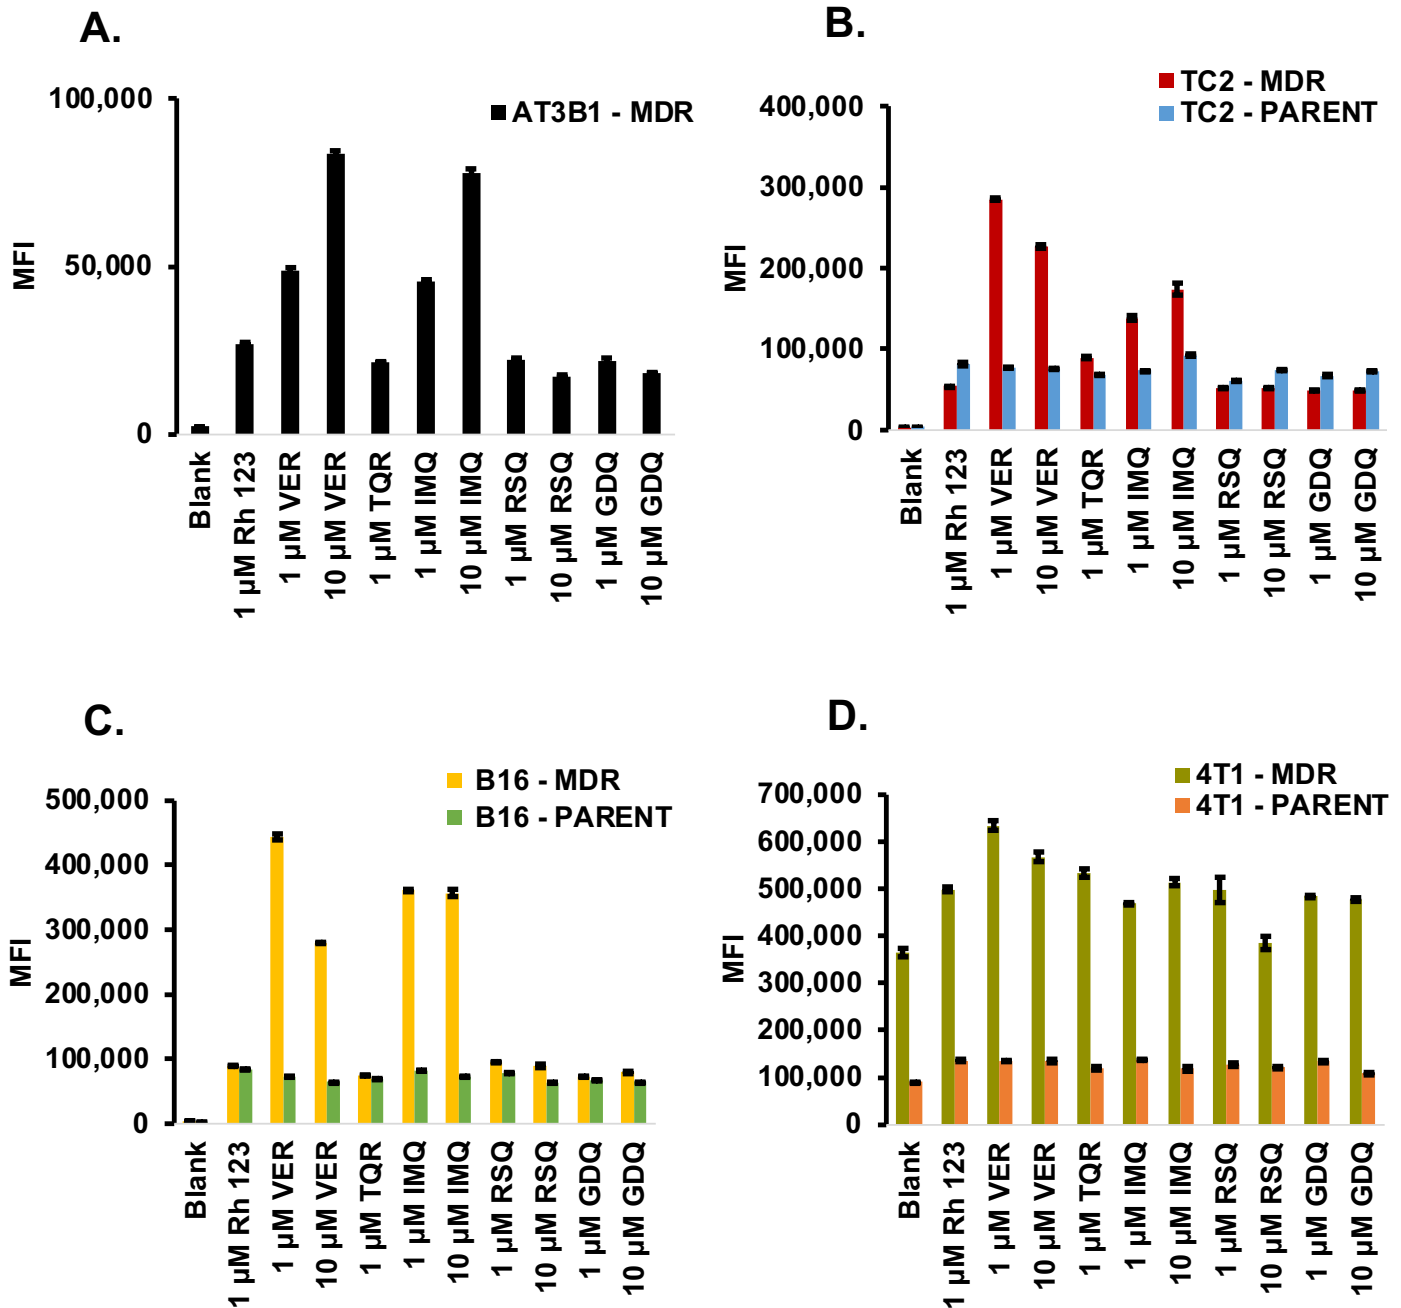 A.
100,000
50,000
0
MFI
AT3B1 - MDR
Blank
1 µM Rh 123
1 µM VER
10 µM VER
1 µM TQR
1 µM IMQ
10 µM IMQ
1 µM RSQ
10 µM RSQ
1 µM GDQ
10 µM GDQ
B.
400,000
300,000
200,000
100,000
0
MFI
TC2 - MDR
TC2 - PARENT
Blank
1 µM Rh 123
1 µM VER
10 µM VER
1 µM TQR
1 µM IMQ
10 µM IMQ
1 µM RSQ
10 µM RSQ
1 µM GDQ
10 µM GDQ
C.
500,000
400,000
300,000
200,000
100,000
0
MFI
B16 - MDR
B16 - PARENT
Blank
1 µM Rh 123
1 µM VER
10 µM VER
1 µM TQR
1 µM IMQ
10 µM IMQ
1 µM RSQ
10 µM RSQ
1 µM GDQ
10 µM GDQ
D.
700,000
600,000
500,000
400,000
300,000
200,000
100,000
0
MFI
4T1 - MDR
4T1 - PARENT
Blank
1 µM Rh 123
1 µM VER
10 µM VER
1 µM TQR
1 µM IMQ
10 µM IMQ
1 µM RSQ
10 µM RSQ
1 µM GDQ
10 µM GDQ